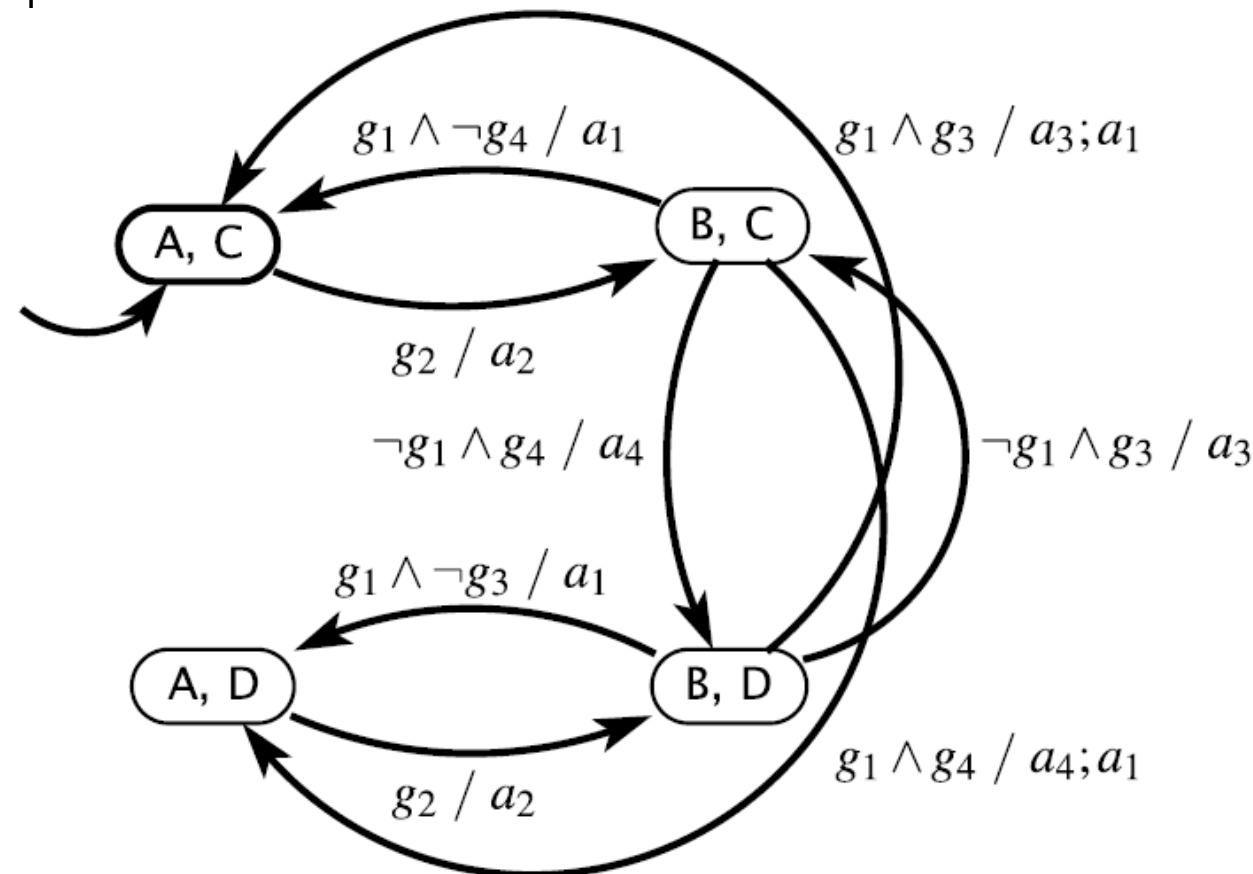 g₁ ∧ ¬g₄ / a₁
g₁ ∧ g₃ / a₃;a₁
A, C
B, C
g₂ / a₂
¬g₁ ∧ g₄ / a₄
¬g₁ ∧ g₃ / a₃
g₁ ∧ ¬g₃ / a₁
A, D
B, D
g₂ / a₂
g₁ ∧ g₄ / a₄;a₁